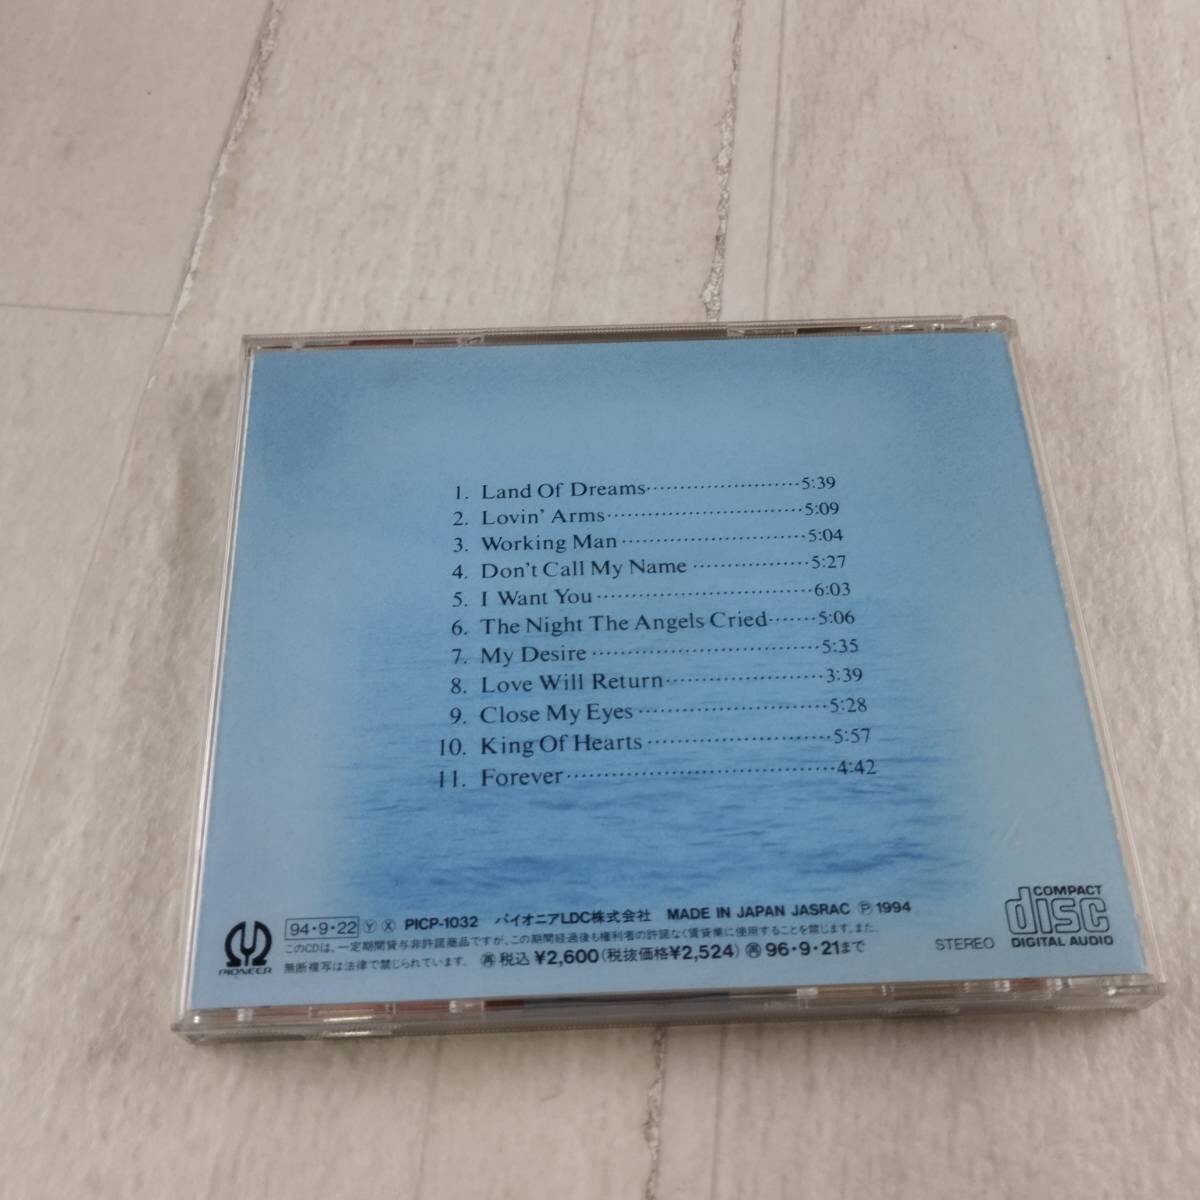 1. Land Of Dreams·······················5:39
2. Lovin' Arms·····························5:09
3. Working Man···························5:04
4. Don't Call My Name·················5:27
5. I Want You································6:03
6. The Night The Angels Cried·······5:06
7. My Desire··································5:35
8. Love Will Return························3:39
9. Close My Eyes····························5:28
10. King Of Hearts····························5:57
11. Forever········································4:42
PIONEER
94·9·22 Ⓨ Ⓧ PICP-1032 パイオニアLDC株式会社 MADE IN JAPAN JASRAC Ⓟ1994
このCDは、一定期間貸与非許諾商品ですが、この期間経過後も権利者の許諾なく賃貸業に使用することを禁じます。また、
無断複写は法律で禁じられています。 ㊢税込 ¥2,600(税抜価格¥2,524) ㊢96·9·21まで
STEREO
COMPACT
disc
DIGITAL AUDIO